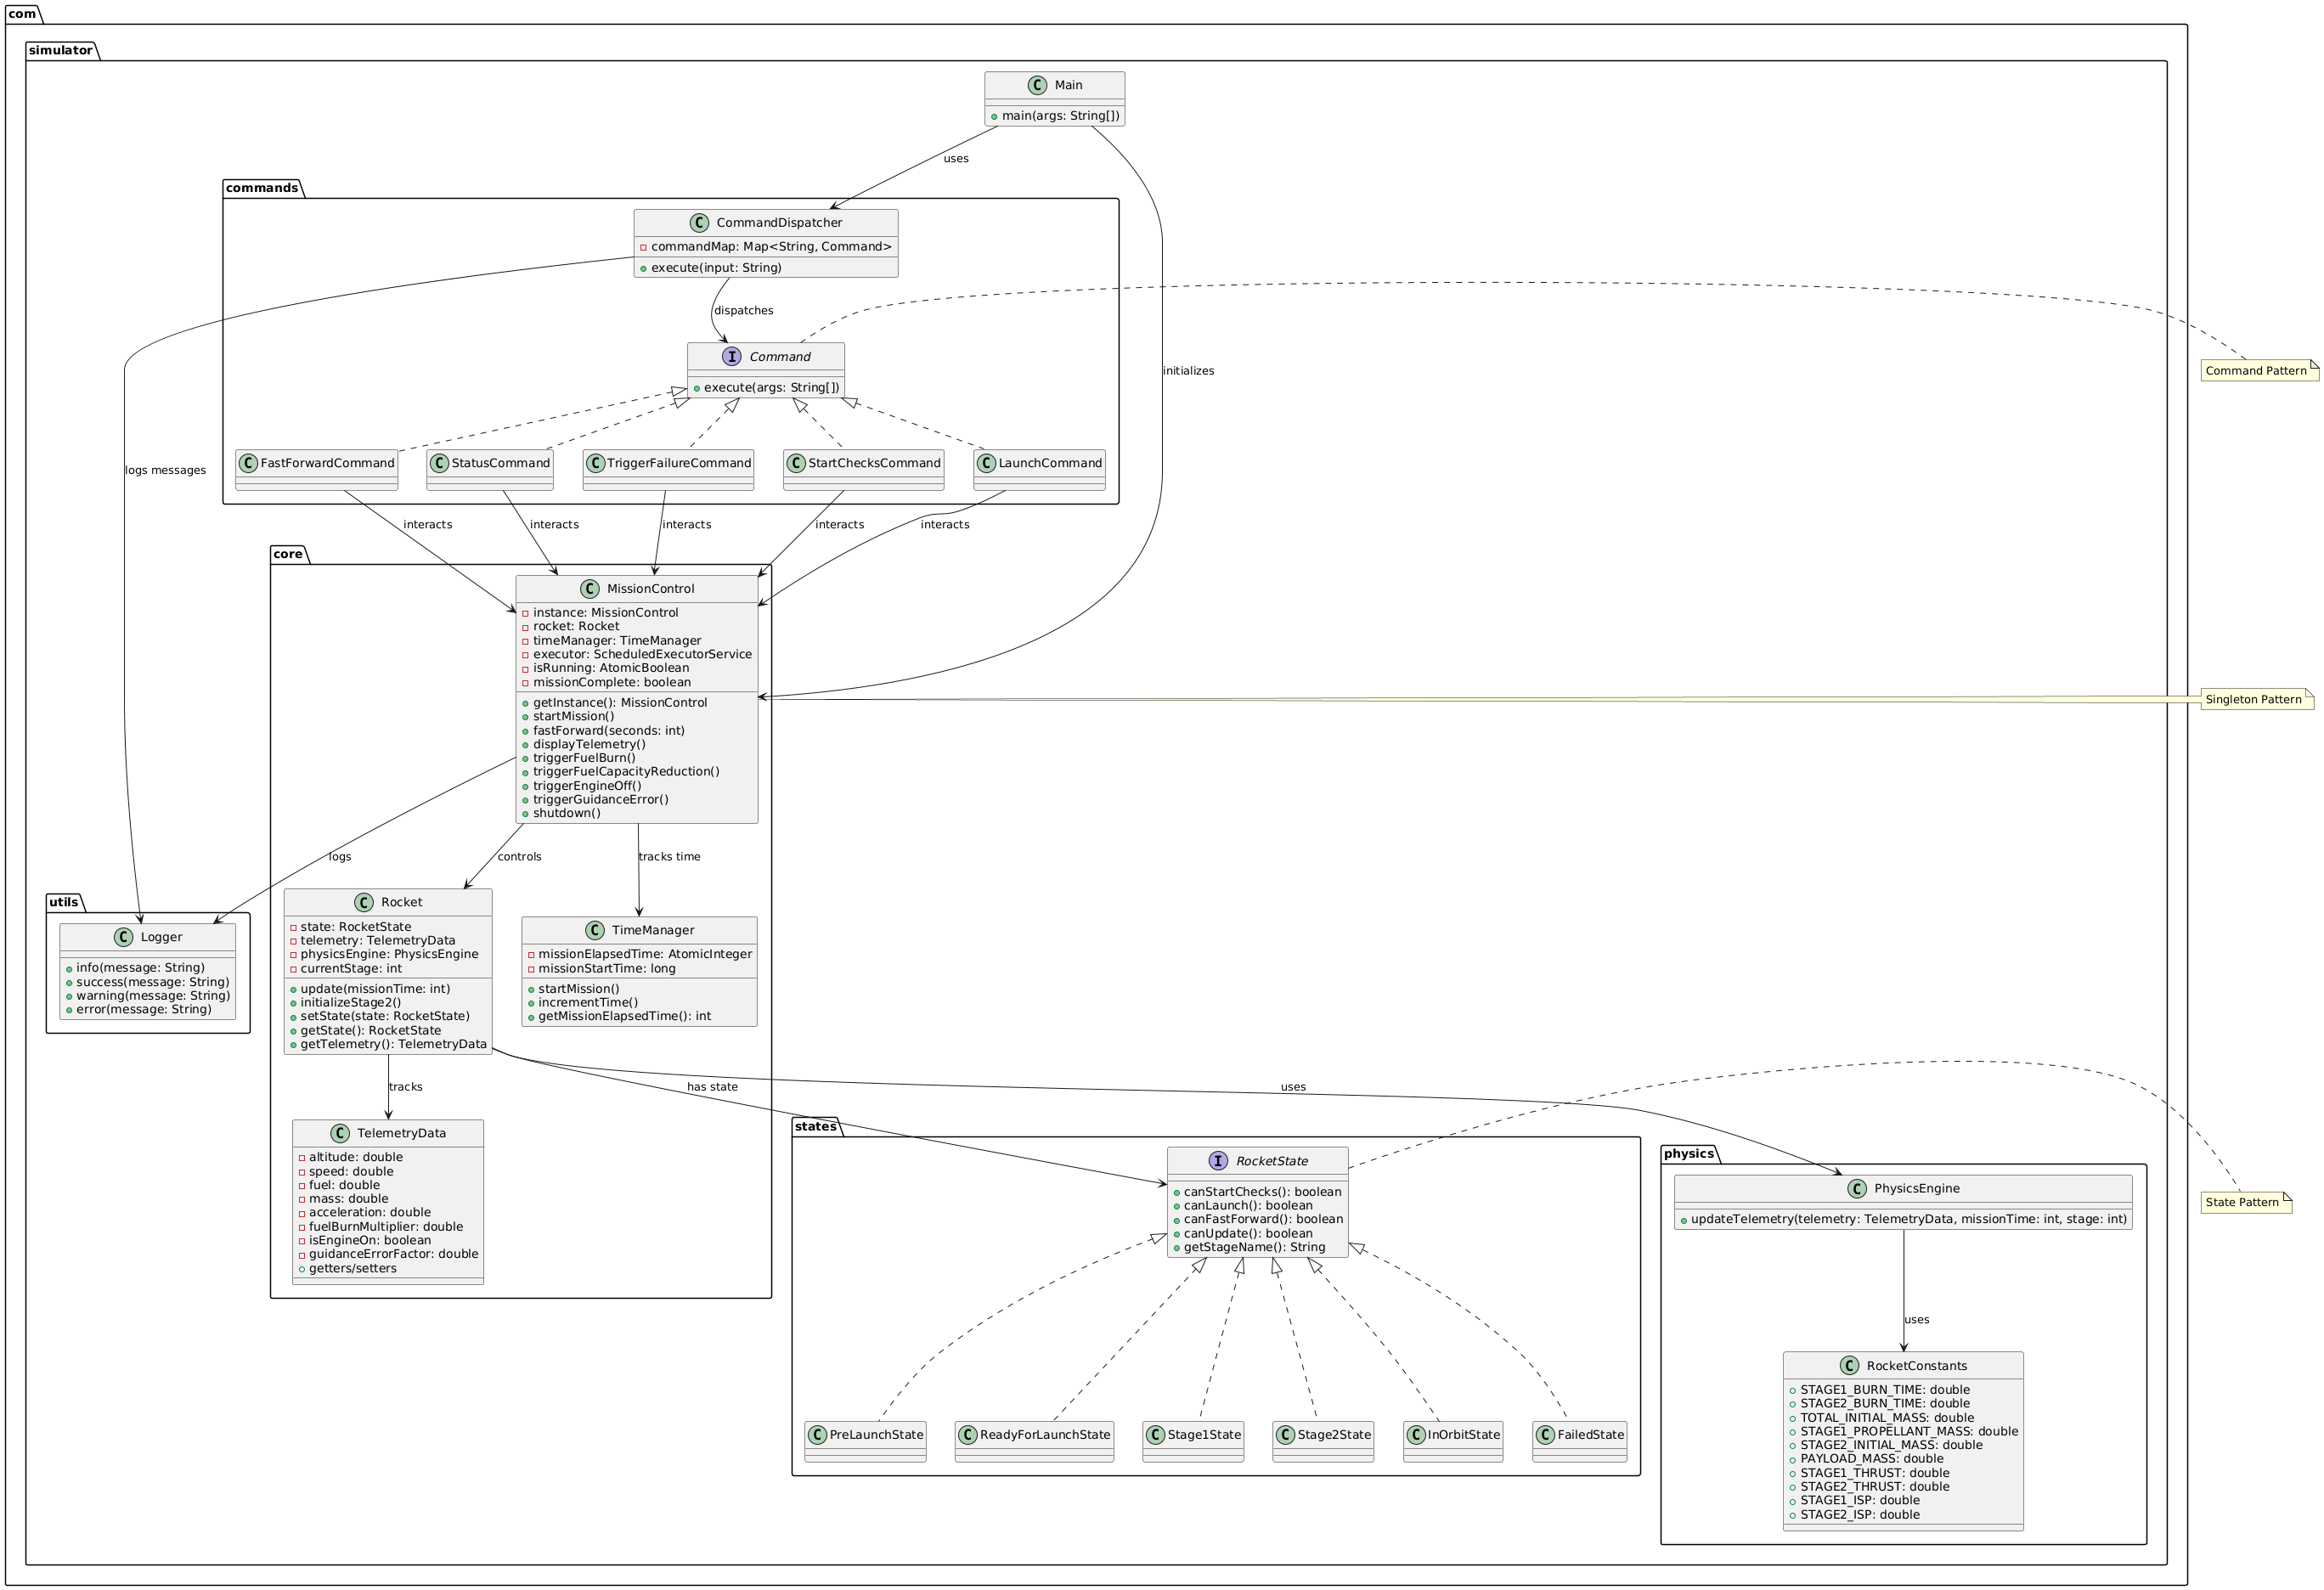 com
simulator
C Main
main(args: String[])
uses
initializes
commands
C CommandDispatcher
commandMap: Map<String, Command>
execute(input: String)
dispatches
I Command
execute(args: String[])
Command Pattern
C FastForwardCommand
C StatusCommand
C TriggerFailureCommand
C StartChecksCommand
C LaunchCommand
logs messages
interacts
interacts
interacts
interacts
interacts
core
C MissionControl
instance: MissionControl
rocket: Rocket
timeManager: TimeManager
executor: ScheduledExecutorService
isRunning: AtomicBoolean
missionComplete: boolean
getInstance(): MissionControl
startMission()
fastForward(seconds: int)
displayTelemetry()
triggerFuelBurn()
triggerFuelCapacityReduction()
triggerEngineOff()
triggerGuidanceError()
shutdown()
Singleton Pattern
logs
controls
tracks time
utils
C Logger
info(message: String)
success(message: String)
warning(message: String)
error(message: String)
C Rocket
state: RocketState
telemetry: TelemetryData
physicsEngine: PhysicsEngine
currentStage: int
update(missionTime: int)
initializeStage2()
setState(state: RocketState)
getState(): RocketState
getTelemetry(): TelemetryData
C TimeManager
missionElapsedTime: AtomicInteger
missionStartTime: long
startMission()
incrementTime()
getMissionElapsedTime(): int
tracks
has state
uses
C TelemetryData
altitude: double
speed: double
fuel: double
mass: double
acceleration: double
fuelBurnMultiplier: double
isEngineOn: boolean
guidanceErrorFactor: double
getters/setters
states
I RocketState
canStartChecks(): boolean
canLaunch(): boolean
canFastForward(): boolean
canUpdate(): boolean
getStageName(): String
State Pattern
C PreLaunchState
C ReadyForLaunchState
C Stage1State
C Stage2State
C InOrbitState
C FailedState
physics
C PhysicsEngine
updateTelemetry(telemetry: TelemetryData, missionTime: int, stage: int)
uses
C RocketConstants
STAGE1_BURN_TIME: double
STAGE2_BURN_TIME: double
TOTAL_INITIAL_MASS: double
STAGE1_PROPELLANT_MASS: double
STAGE2_INITIAL_MASS: double
PAYLOAD_MASS: double
STAGE1_THRUST: double
STAGE2_THRUST: double
STAGE1_ISP: double
STAGE2_ISP: double